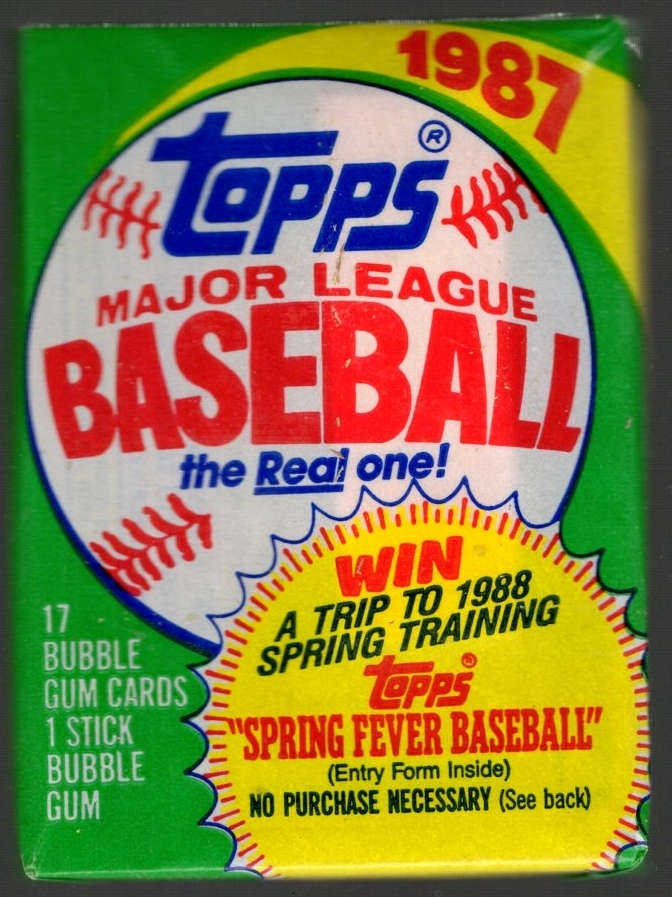 1987
Topps®
MAJOR LEAGUE
BASEBALL
the Real one!
WIN
A TRIP TO 1988
SPRING TRAINING
Topps®
"SPRING FEVER BASEBALL"
(Entry Form Inside)
NO PURCHASE NECESSARY (See back)
17
BUBBLE
GUM CARDS
1 STICK
BUBBLE
GUM